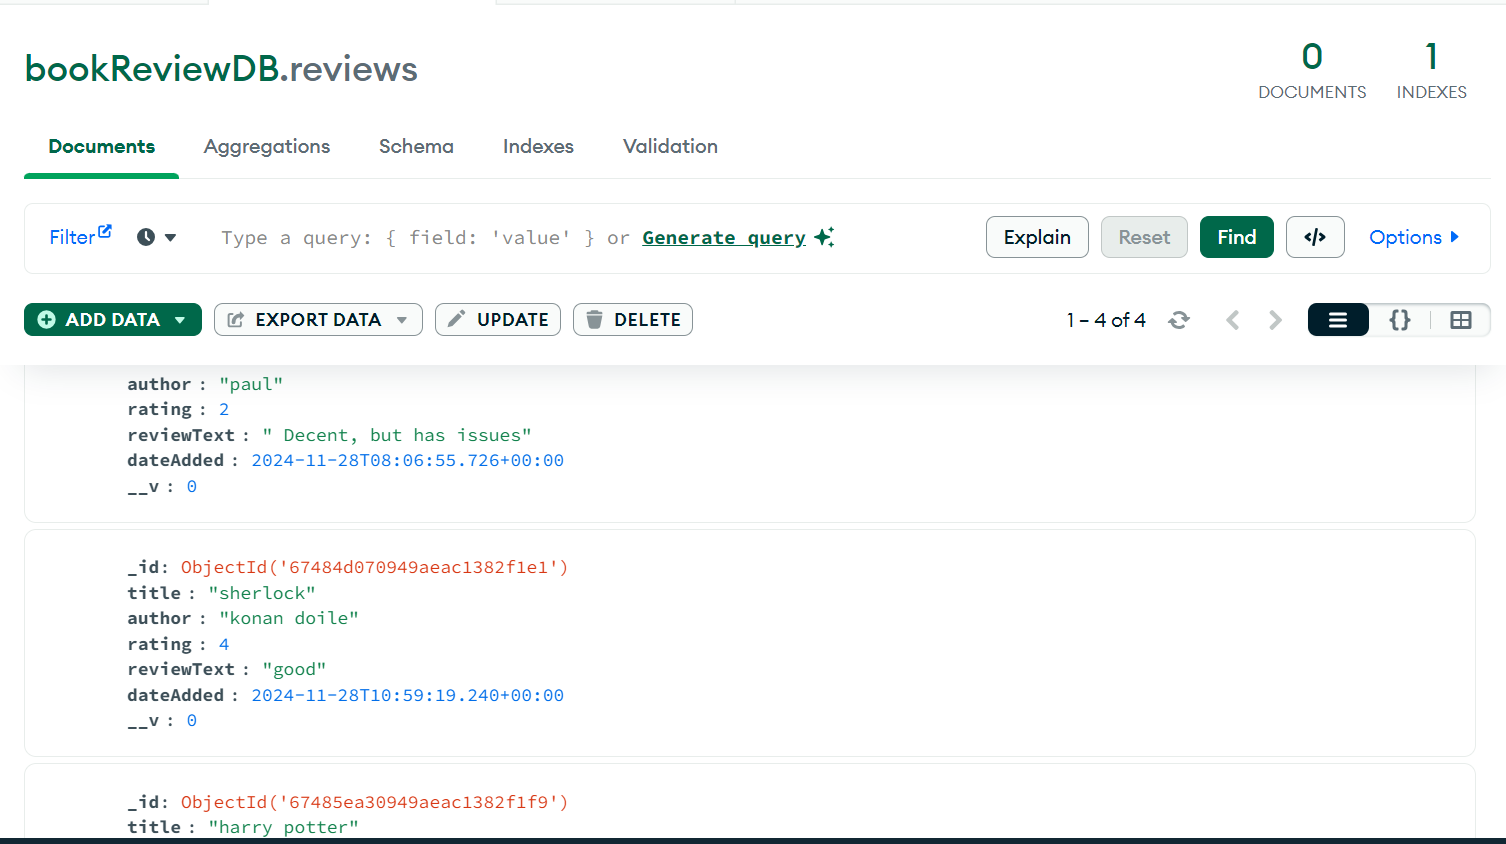 bookReviewDB.reviews
0 1
DOCUMENTS INDEXES
Documents Aggregations Schema Indexes Validation
Filter Type a query: { field: 'value' } or Generate query Explain Reset Find </> Options
ADD DATA EXPORT DATA UPDATE DELETE 1 – 4 of 4 {}
author : "paul"
rating : 2
reviewText : " Decent, but has issues"
dateAdded : 2024-11-28T08:06:55.726+00:00
__v : 0
_id: ObjectId('67484d070949aeac1382f1e1')
title : "sherlock"
author : "konan doile"
rating : 4
reviewText : "good"
dateAdded : 2024-11-28T10:59:19.240+00:00
__v : 0
_id: ObjectId('67485ea30949aeac1382f1f9')
title : "harry potter"